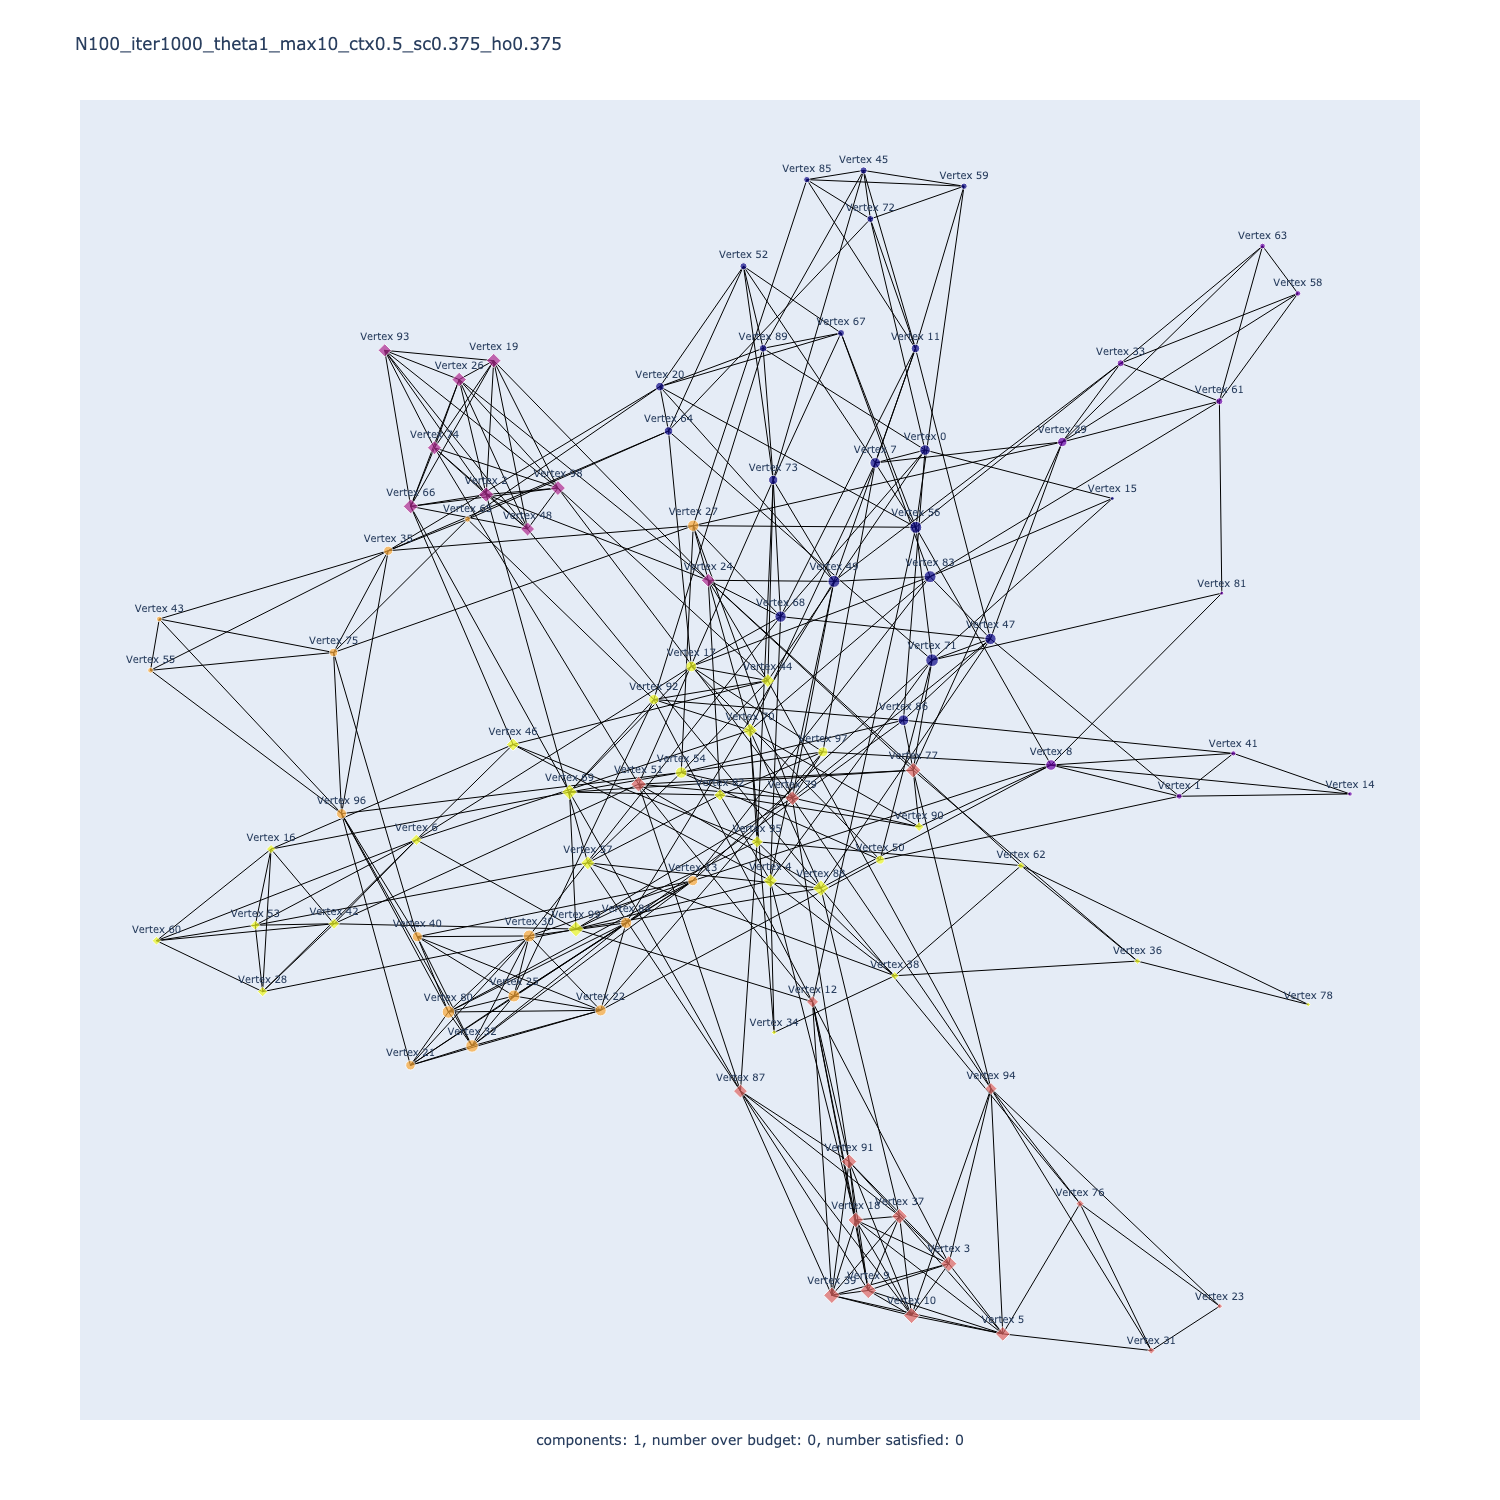 N100_iter1000_theta1_max10_ctx0.5_sc0.375_ho0.375
Vertex 45
Vertex 85
Vertex 59
Vertex 72
Vertex 63
Vertex 52
Vertex 58
Vertex 67
Vertex 93
Vertex 89
Vertex 11
Vertex 19
Vertex 33
Vertex 26
Vertex 20
Vertex 61
Vertex 64
Vertex 29
Vertex 74
Vertex 0
Vertex 7
Vertex 73
Vertex 98
Vertex 2
Vertex 15
Vertex 66
Vertex 27
Vertex 56
Vertex 48
Vertex 35
Vertex 83
Vertex 24
Vertex 49
Vertex 81
Vertex 68
Vertex 43
Vertex 47
Vertex 75
Vertex 71
Vertex 17
Vertex 55
Vertex 44
Vertex 92
Vertex 86
Vertex 70
Vertex 46
Vertex 97
Vertex 41
Vertex 8
Vertex 77
Vertex 54
Vertex 51
Vertex 69
Vertex 14
Vertex 1
Vertex 79
Vertex 96
Vertex 90
Vertex 6
Vertex 95
Vertex 16
Vertex 50
Vertex 57
Vertex 62
Vertex 13
Vertex 4
Vertex 53
Vertex 42
Vertex 40
Vertex 99
Vertex 30
Vertex 60
Vertex 36
Vertex 38
Vertex 28
Vertex 25
Vertex 12
Vertex 78
Vertex 22
Vertex 80
Vertex 34
Vertex 32
Vertex 21
Vertex 87
Vertex 94
Vertex 91
Vertex 76
Vertex 37
Vertex 18
Vertex 3
Vertex 9
Vertex 39
Vertex 23
Vertex 10
Vertex 5
Vertex 31
components: 1, number over budget: 0, number satisfied: 0